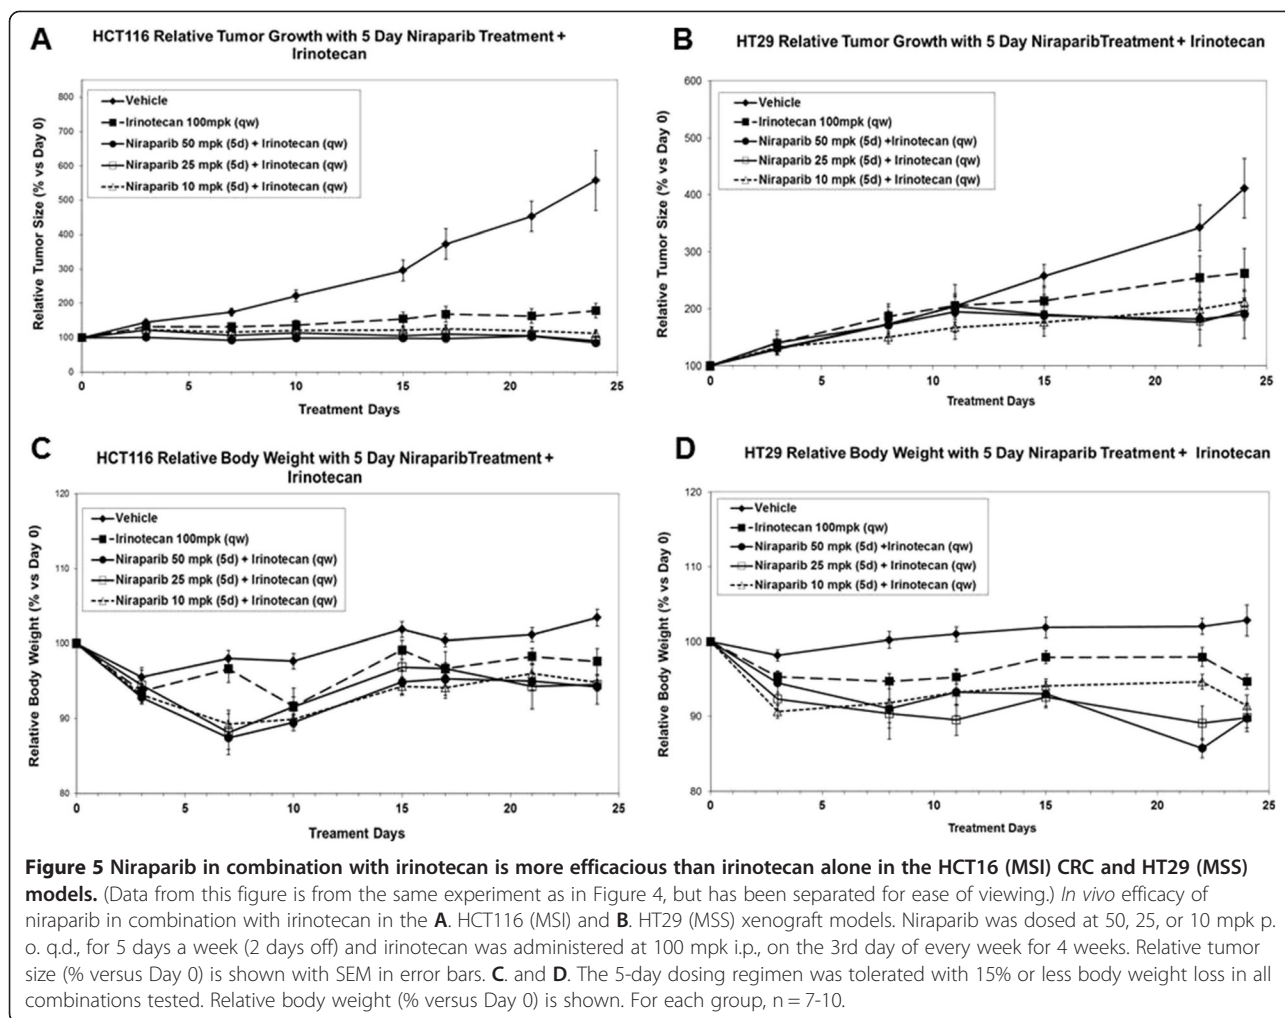 A
HCT116 Relative Tumor Growth with 5 Day Niraparib Treatment +
Irinotecan
Relative Tumor Size (% vs Day 0)
800
700
600
500
400
300
200
100
0
Vehicle
Irinotecan 100mpk (qw)
Niraparib 50 mpk (5d) + Irinotecan (qw)
Niraparib 25 mpk (5d) + Irinotecan (qw)
Niraparib 10 mpk (5d) + Irinotecan (qw)
0 5 10 15 20 25
Treatment Days
B
HT29 Relative Tumor Growth with 5 Day NiraparibTreatment + Irinotecan
Relative Tumor Size (% vs Day 0)
600
500
400
300
200
100
Vehicle
Irinotecan 100mpk (qw)
Niraparib 50 mpk (5d) +Irinotecan (qw)
Niraparib 25 mpk (5d) + Irinotecan (qw)
Niraparib 10 mpk (5d) + Irinotecan (qw)
0 5 10 15 20 25
Treatment Days
C
HCT116 Relative Body Weight with 5 Day NiraparibTreatment +
Irinotecan
Relative Body Weight (% vs Day 0)
120
110
100
90
80
Vehicle
Irinotecan 100mpk (qw)
Niraparib 50 mpk (5d) + Irinotecan (qw)
Niraparib 25 mpk (5d) + Irinotecan (qw)
Niraparib 10 mpk (5d) + Irinotecan (qw)
0 5 10 15 20 25
Treament Days
D
HT29 Relative Body Weight with 5 Day Niraparib Treatment + Irinotecan
Relative Body Weight (% vs Day 0)
120
110
100
90
80
Vehicle
Irinotecan 100mpk (qw)
Niraparib 50 mpk (5d) +Irinotecan (qw)
Niraparib 25 mpk (5d) + Irinotecan (qw)
Niraparib 10 mpk (5d) + Irinotecan (qw)
0 5 10 15 20 25
Treatment Days
Figure 5 Niraparib in combination with irinotecan is more efficacious than irinotecan alone in the HCT16 (MSI) CRC and HT29 (MSS)
models. (Data from this figure is from the same experiment as in Figure 4, but has been separated for ease of viewing.) In vivo efficacy of
niraparib in combination with irinotecan in the A. HCT116 (MSI) and B. HT29 (MSS) xenograft models. Niraparib was dosed at 50, 25, or 10 mpk p.
o. q.d., for 5 days a week (2 days off) and irinotecan was administered at 100 mpk i.p., on the 3rd day of every week for 4 weeks. Relative tumor
size (% versus Day 0) is shown with SEM in error bars. C. and D. The 5-day dosing regimen was tolerated with 15% or less body weight loss in all
combinations tested. Relative body weight (% versus Day 0) is shown. For each group, n = 7-10.